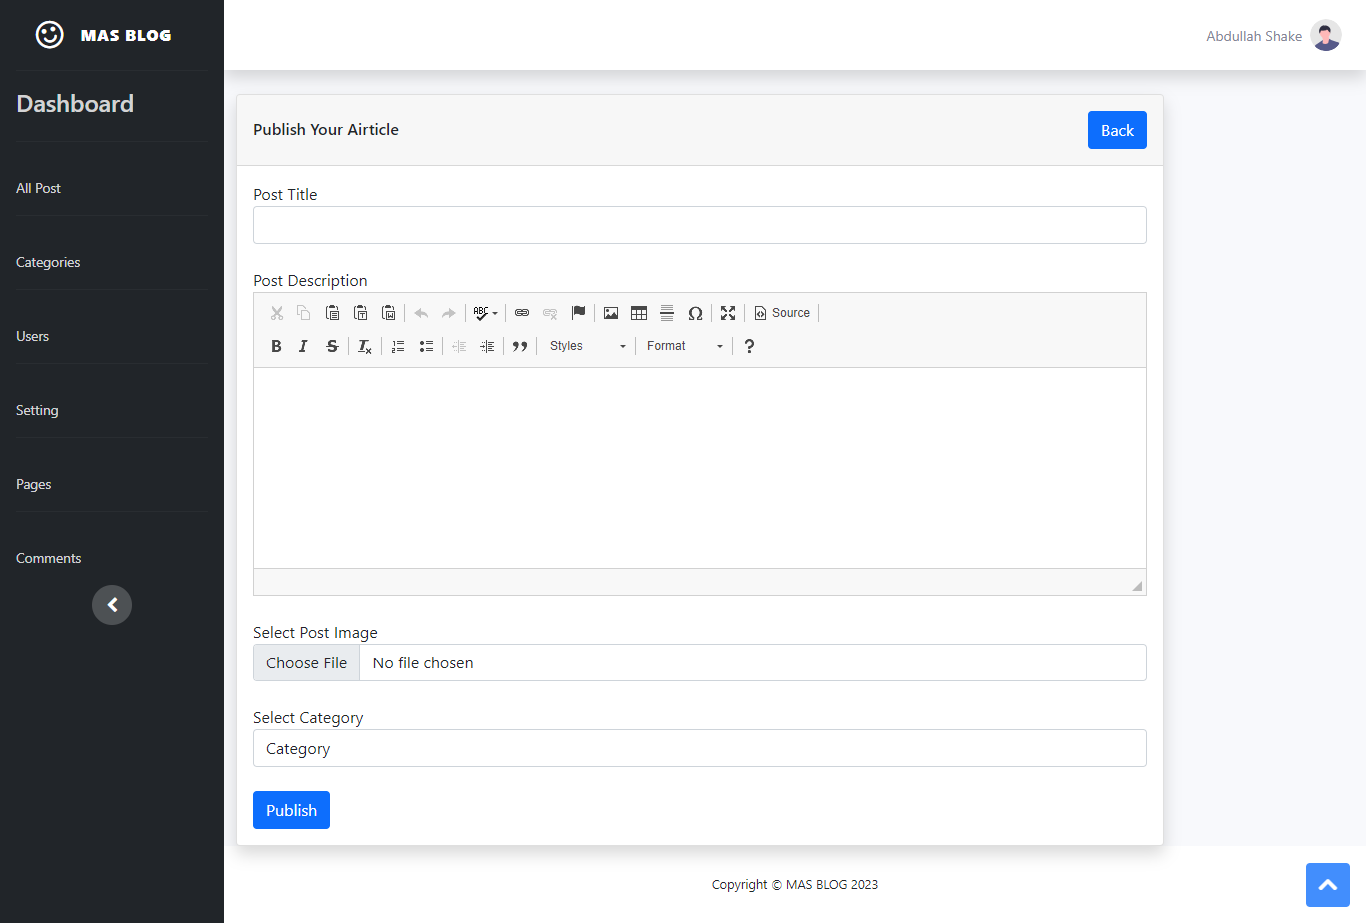 MAS BLOG
Abdullah Shake
Dashboard
All Post
Categories
Users
Setting
Pages
Comments
Publish Your Airticle
Back
Post Title
Post Description
ABC
Source
B I S Tx
Styles
Format
?
Select Post Image
Choose File No file chosen
Select Category
Category
Publish
Copyright © MAS BLOG 2023